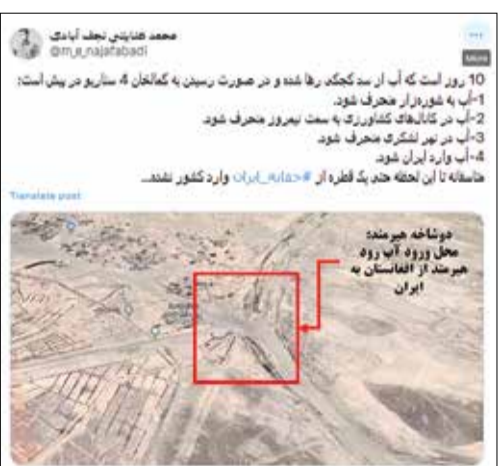 محمد عنایتی نجف آبادی
@m_e_najafabadi
10 روز است که آب از سد کجکی رها شده و در صورت رسیدن به کمالخان 4 سناریو در پیش است:
1-آب به شوره‌زار منحرف شود.
2-آب در کانال‌های کشاورزی به سمت نیمروز منحرف شود.
3-آب در نهر لشکری منحرف شود.
4-آب وارد ایران شود.
متاسفانه تا این لحظه حتی یک قطره از #حقابه_ایران وارد کشور نشده...
Translate post
دوشاخه هیرمند؛
محل ورود آب رود
هیرمند از افغانستان به
ایران